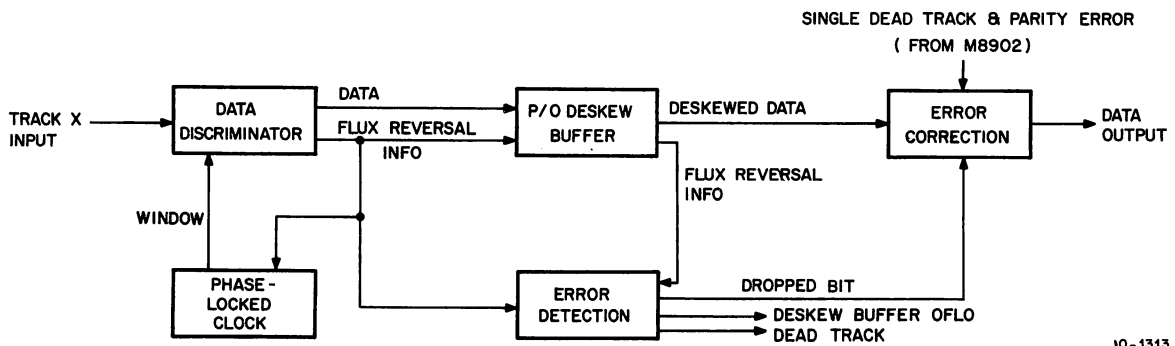 SINGLE DEAD TRACK & PARITY ERROR
( FROM M8902)
TRACK X
INPUT
DATA
DISCRIMINATOR
DATA
FLUX REVERSAL
INFO
P/O DESKEW
BUFFER
DESKEWED DATA
ERROR
CORRECTION
DATA
OUTPUT
FLUX REVERSAL
INFO
WINDOW
PHASE-
LOCKED
CLOCK
ERROR
DETECTION
DROPPED BIT
DESKEW BUFFER OFLO
DEAD TRACK
10-1313